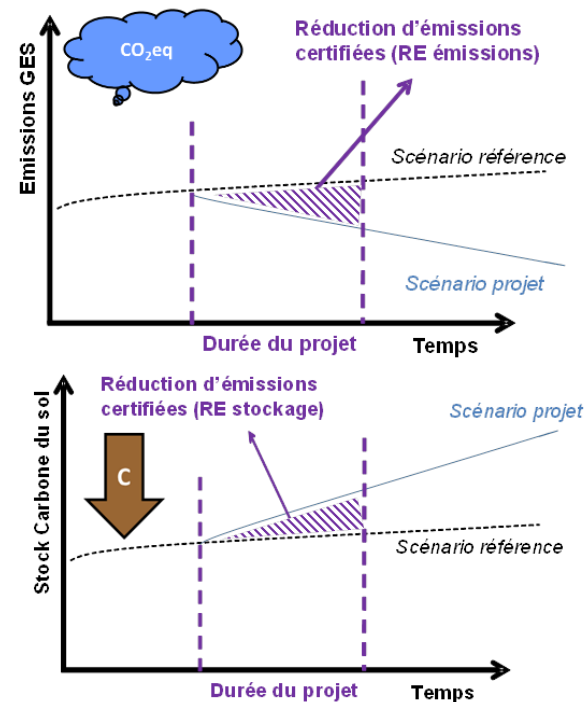 CO₂eq
Réduction d’émissions
certifiées (RE émissions)
Emissions GES
Scénario référence
Scénario projet
Durée du projet
Temps
Réduction d’émissions
certifiées (RE stockage)
Scénario projet
C
Stock Carbone du sol
Scénario référence
Durée du projet
Temps